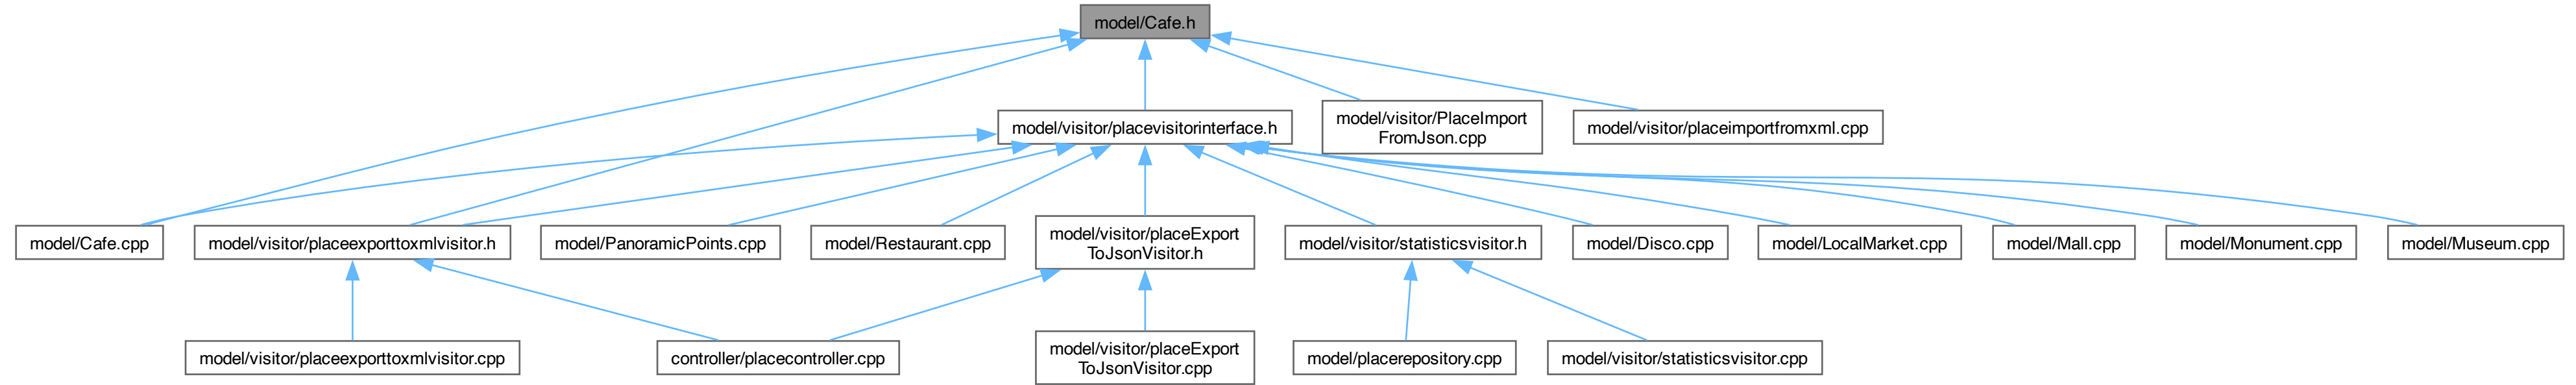 model/Cafe.h
model/visitor/placevisitorinterface.h
model/visitor/PlaceImport
FromJson.cpp
model/visitor/placeimportfromxml.cpp
model/Cafe.cpp
model/visitor/placeexporttoxmlvisitor.h
model/PanoramicPoints.cpp
model/Restaurant.cpp
model/visitor/placeExport
ToJsonVisitor.h
model/visitor/statisticsvisitor.h
model/Disco.cpp
model/LocalMarket.cpp
model/Mall.cpp
model/Monument.cpp
model/Museum.cpp
model/visitor/placeexporttoxmlvisitor.cpp
controller/placecontroller.cpp
model/visitor/placeExport
ToJsonVisitor.cpp
model/placerepository.cpp
model/visitor/statisticsvisitor.cpp